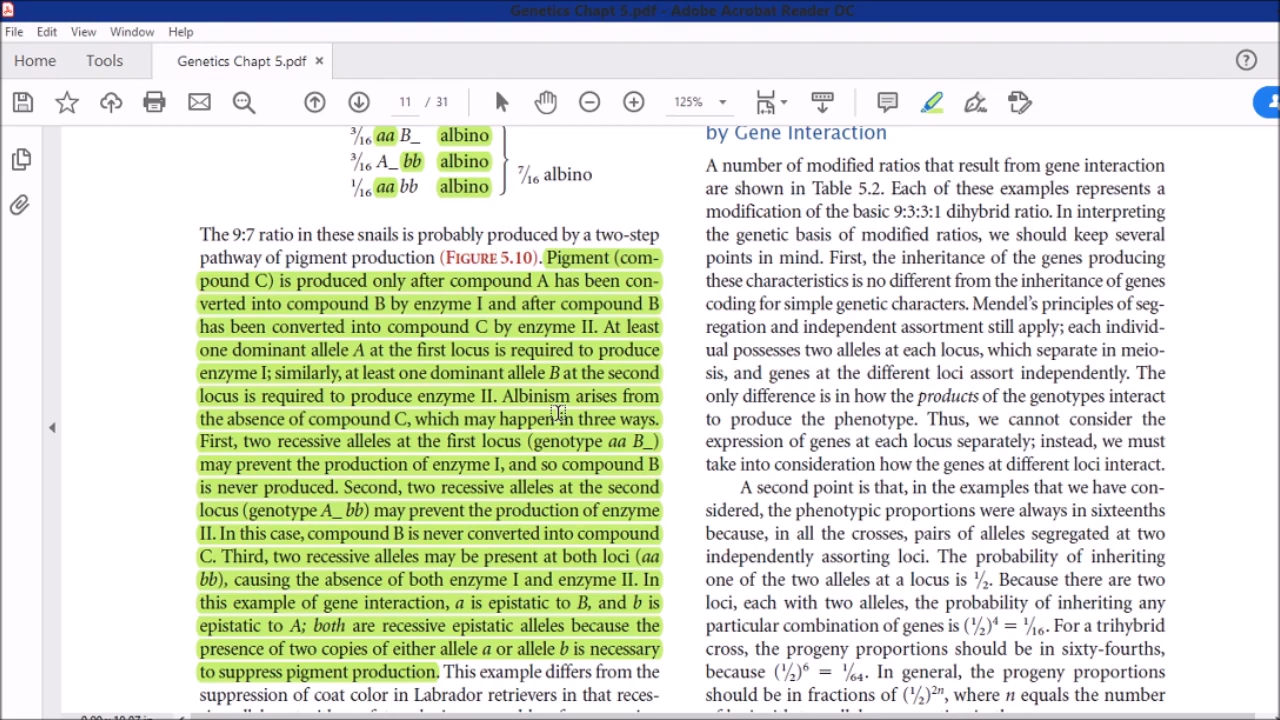 Genetics Chapt 5.pdf - Adobe Acrobat Reader DC
File Edit View Window Help
Home Tools Genetics Chapt 5.pdf ×
11 / 31 125%
3/16 aa B_ albino
3/16 A_ bb albino
1/16 aa bb albino
7/16 albino
The 9:7 ratio in these snails is probably produced by a two-step
pathway of pigment production (FIGURE 5.10). Pigment (com-
pound C) is produced only after compound A has been con-
verted into compound B by enzyme I and after compound B
has been converted into compound C by enzyme II. At least
one dominant allele A at the first locus is required to produce
enzyme I; similarly, at least one dominant allele B at the second
locus is required to produce enzyme II. Albinism arises from
the absence of compound C, which may happen in three ways.
First, two recessive alleles at the first locus (genotype aa B_)
may prevent the production of enzyme I, and so compound B
is never produced. Second, two recessive alleles at the second
locus (genotype A_ bb) may prevent the production of enzyme
II. In this case, compound B is never converted into compound
C. Third, two recessive alleles may be present at both loci (aa
bb), causing the absence of both enzyme I and enzyme II. In
this example of gene interaction, a is epistatic to B, and b is
epistatic to A; both are recessive epistatic alleles because the
presence of two copies of either allele a or allele b is necessary
to suppress pigment production. This example differs from the
suppression of coat color in Labrador retrievers in that reces-
by Gene Interaction
A number of modified ratios that result from gene interaction
are shown in Table 5.2. Each of these examples represents a
modification of the basic 9:3:3:1 dihybrid ratio. In interpreting
the genetic basis of modified ratios, we should keep several
points in mind. First, the inheritance of the genes producing
these characteristics is no different from the inheritance of genes
coding for simple genetic characters. Mendel's principles of seg-
regation and independent assortment still apply; each individ-
ual possesses two alleles at each locus, which separate in meio-
sis, and genes at the different loci assort independently. The
only difference is in how the products of the genotypes interact
to produce the phenotype. Thus, we cannot consider the
expression of genes at each locus separately; instead, we must
take into consideration how the genes at different loci interact.
A second point is that, in the examples that we have con-
sidered, the phenotypic proportions were always in sixteenths
because, in all the crosses, pairs of alleles segregated at two
independently assorting loci. The probability of inheriting
one of the two alleles at a locus is 1/2. Because there are two
loci, each with two alleles, the probability of inheriting any
particular combination of genes is (1/2)⁴ = 1/16. For a trihybrid
cross, the progeny proportions should be in sixty-fourths,
because (1/2)⁶ = 1/64. In general, the progeny proportions
should be in fractions of (1/2)²ⁿ, where n equals the number